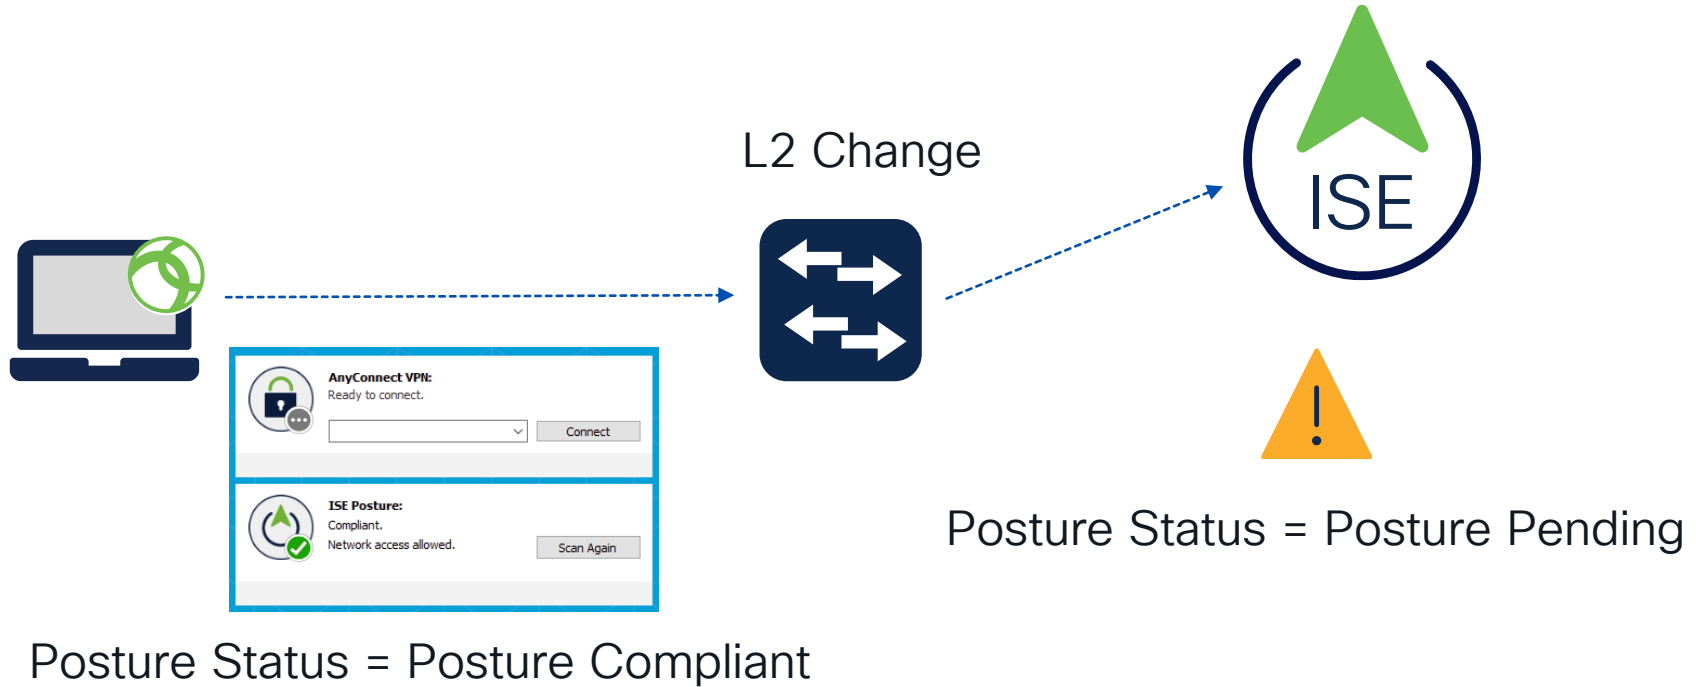 L2 Change
ISE
AnyConnect VPN:
Ready to connect.
Connect
ISE Posture:
Compliant.
Network access allowed.
Scan Again
Posture Status = Posture Pending
Posture Status = Posture Compliant